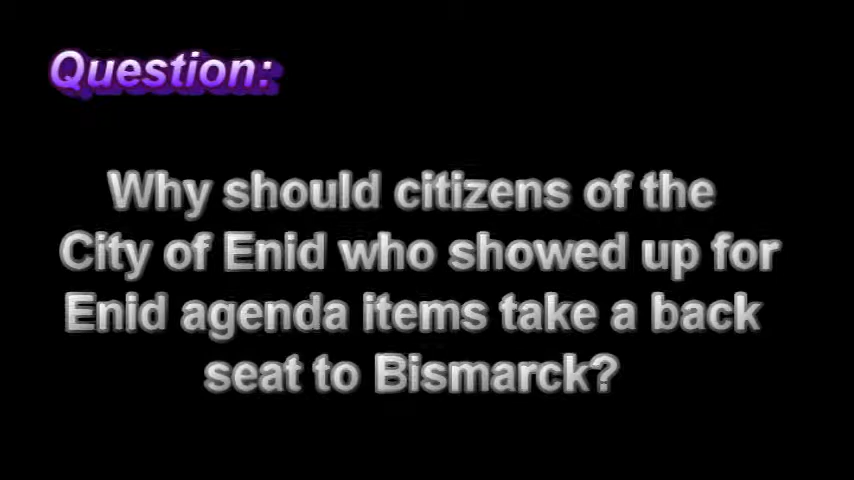 Question:
Why should citizens of the
City of Enid who showed up for
Enid agenda items take a back
seat to Bismarck?